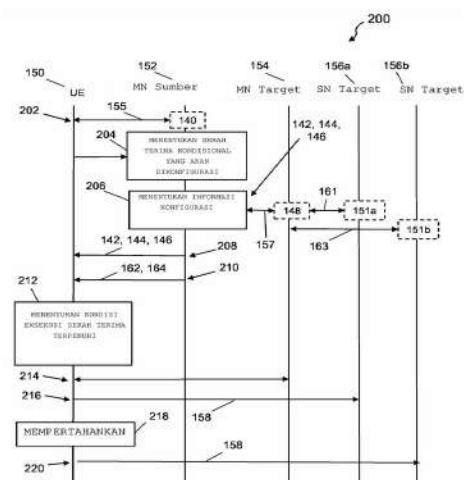 200
150
152
154
156a
156b
UE
MN Sumber
MN Target
SN Target
SN Target
202
155
140
204
MENENTUKAN SERAH
TERIMA KONDISIONAL
YANG AKAN
DIKONFIGURASI
142, 144,
146
206
MENENTUKAN INFORMASI
KONFIGURASI
148
161
151a
157
163
151b
142, 144, 146
208
162, 164
210
212
MENENTUKAN KONDISI
EKSEKUSI SERAH TERIMA
TERPENUHI
214
216
158
MEMPERTAHANKAN
218
158
220